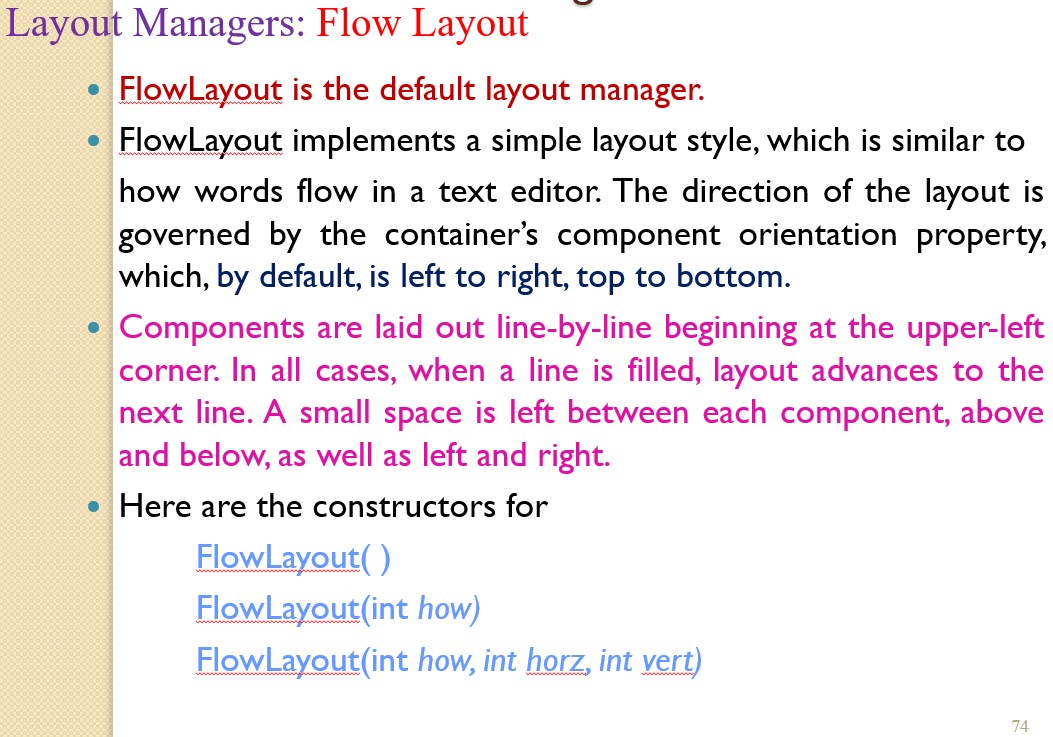 Layout Managers: Flow Layout
• FlowLayout is the default layout manager.
• FlowLayout implements a simple layout style, which is similar to
how words flow in a text editor. The direction of the layout is
governed by the container’s component orientation property,
which, by default, is left to right, top to bottom.
• Components are laid out line-by-line beginning at the upper-left
corner. In all cases, when a line is filled, layout advances to the
next line. A small space is left between each component, above
and below, as well as left and right.
• Here are the constructors for
FlowLayout( )
FlowLayout(int how)
FlowLayout(int how, int horz, int vert)
74